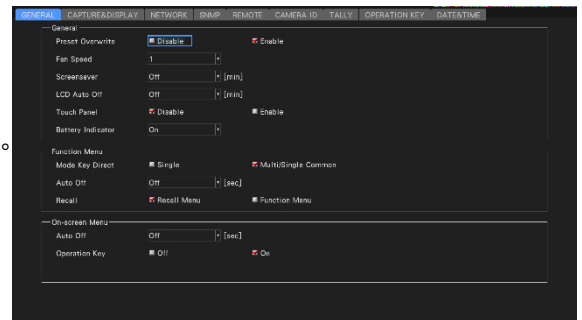 GENERAL CAPTURE&DISPLAY NETWORK SNMP REMOTE CAMERA ID TALLY OPERATION KEY DATE&TIME
General
Preset Overwrite Disable Enable
Fan Speed 1
Screensaver Off [min]
LCD Auto Off Off [min]
Touch Panel Disable Enable
Battery Indicator On
Function Menu
Mode Key Direct Single Multi/Single Common
Auto Off Off [sec]
Recall Recall Menu Function Menu
On-screen Menu
Auto Off Off [sec]
Operation Key Off On